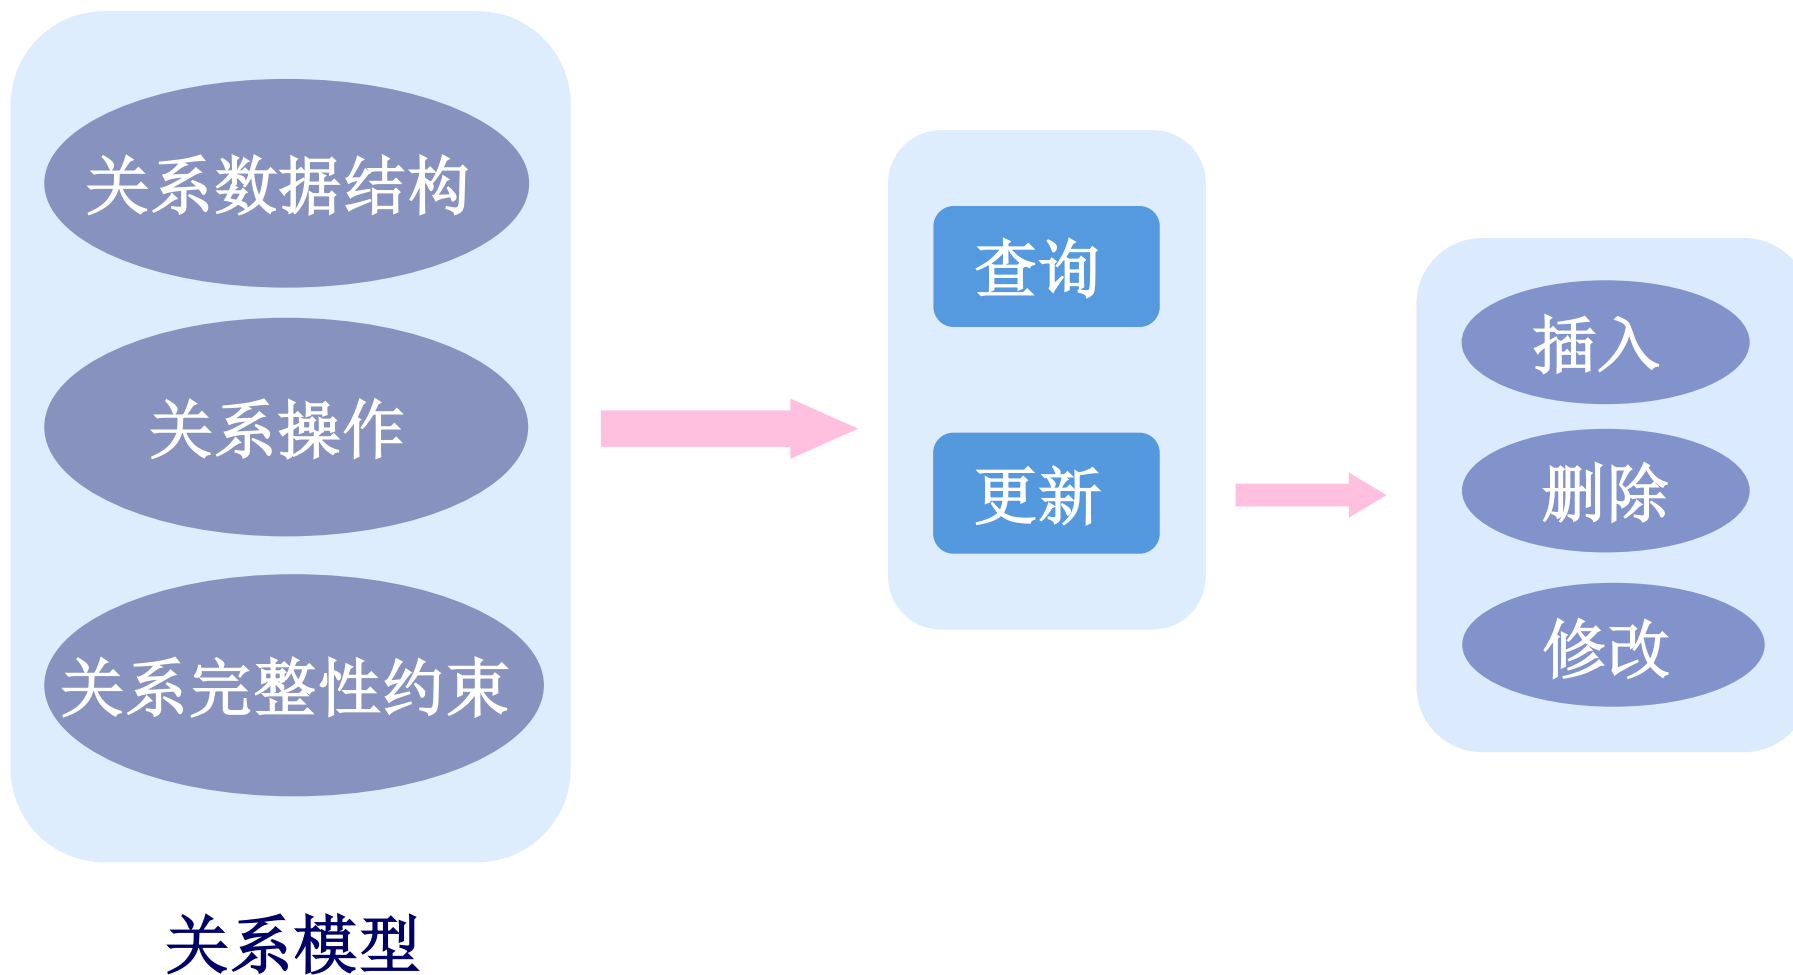 关系数据结构
关系操作
关系完整性约束
关系模型
查询
更新
插入
删除
修改